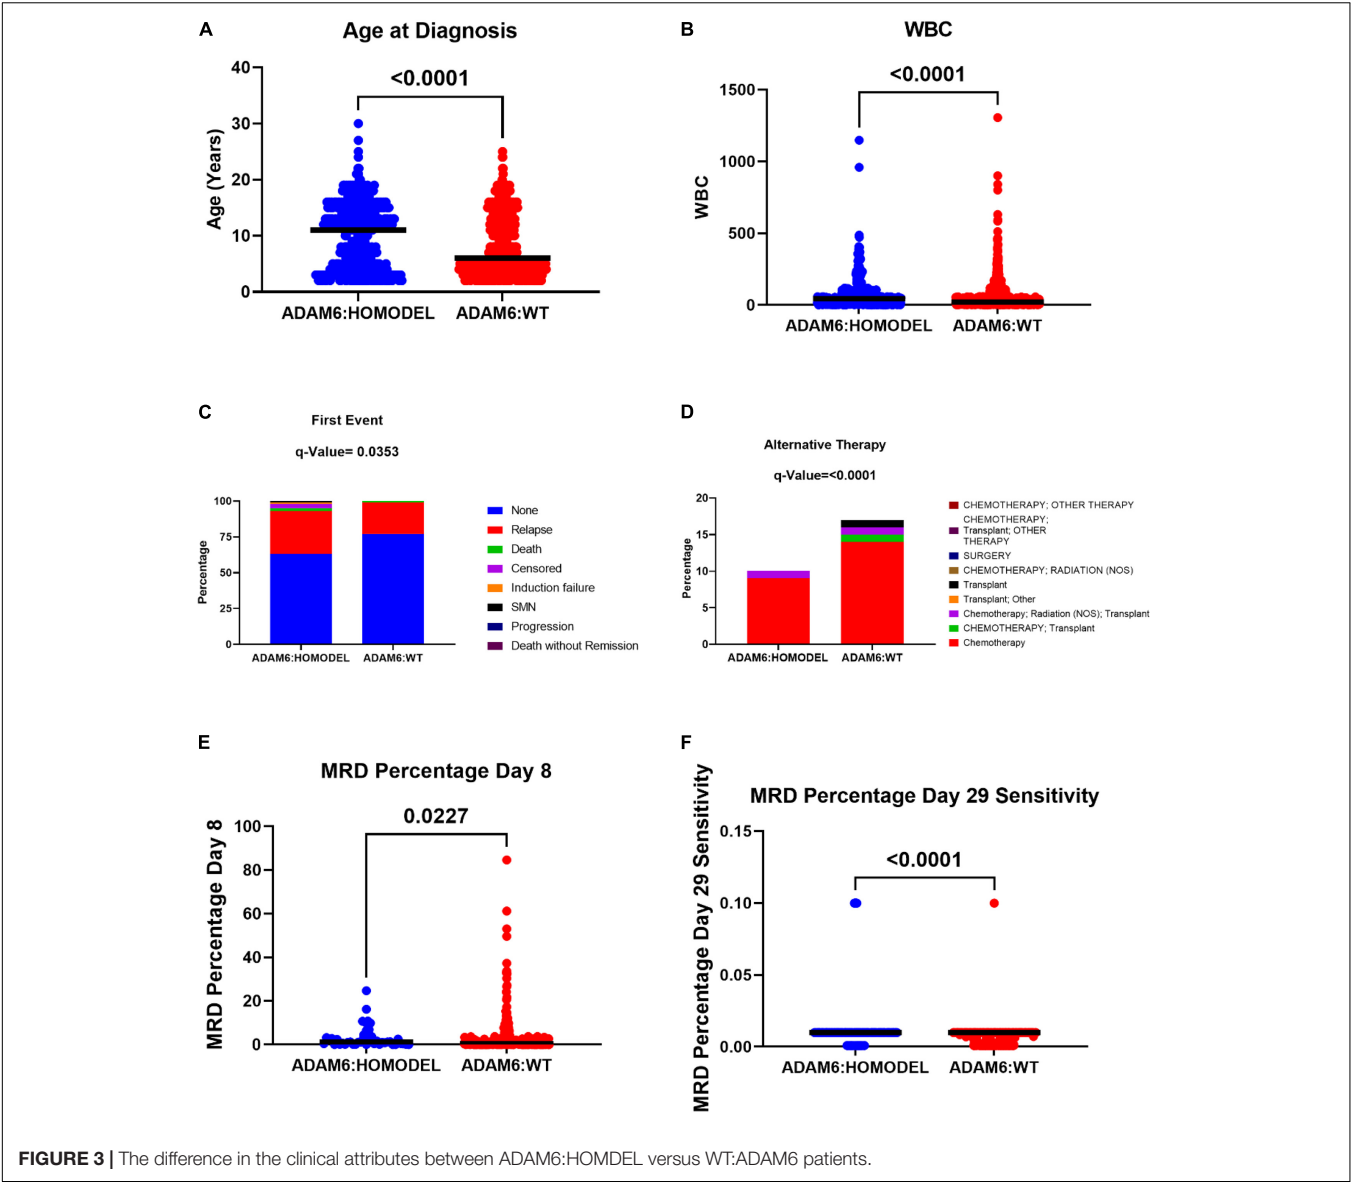 A
Age at Diagnosis
<0.0001
40
30
20
10
0
Age (Years)
ADAM6:HOMODEL
ADAM6:WT
B
WBC
<0.0001
1500
1000
500
0
WBC
ADAM6:HOMODEL
ADAM6:WT
C
First Event
q-Value= 0.0353
100
75
50
25
0
Percentage
ADAM6:HOMODEL
ADAM6:WT
None
Relapse
Death
Censored
Induction failure
SMN
Progression
Death without Remission
D
Alternative Therapy
q-Value=<0.0001
20
15
10
5
0
Percentage
ADAM6:HOMODEL
ADAM6:WT
CHEMOTHERAPY; OTHER THERAPY
CHEMOTHERAPY;
Transplant; OTHER
THERAPY
SURGERY
CHEMOTHERAPY; RADIATION (NOS)
Transplant
Transplant; Other
Chemotherapy; Radiation (NOS); Transplant
CHEMOTHERAPY; Transplant
Chemotherapy
E
MRD Percentage Day 8
0.0227
100
80
60
40
20
0
MRD Percentage Day 8
ADAM6:HOMODEL
ADAM6:WT
F
MRD Percentage Day 29 Sensitivity
<0.0001
0.15
0.10
0.05
0.00
MRD Percentage Day 29 Sensitivity
ADAM6:HOMODEL
ADAM6:WT
FIGURE 3 | The difference in the clinical attributes between ADAM6:HOMDEL versus WT:ADAM6 patients.